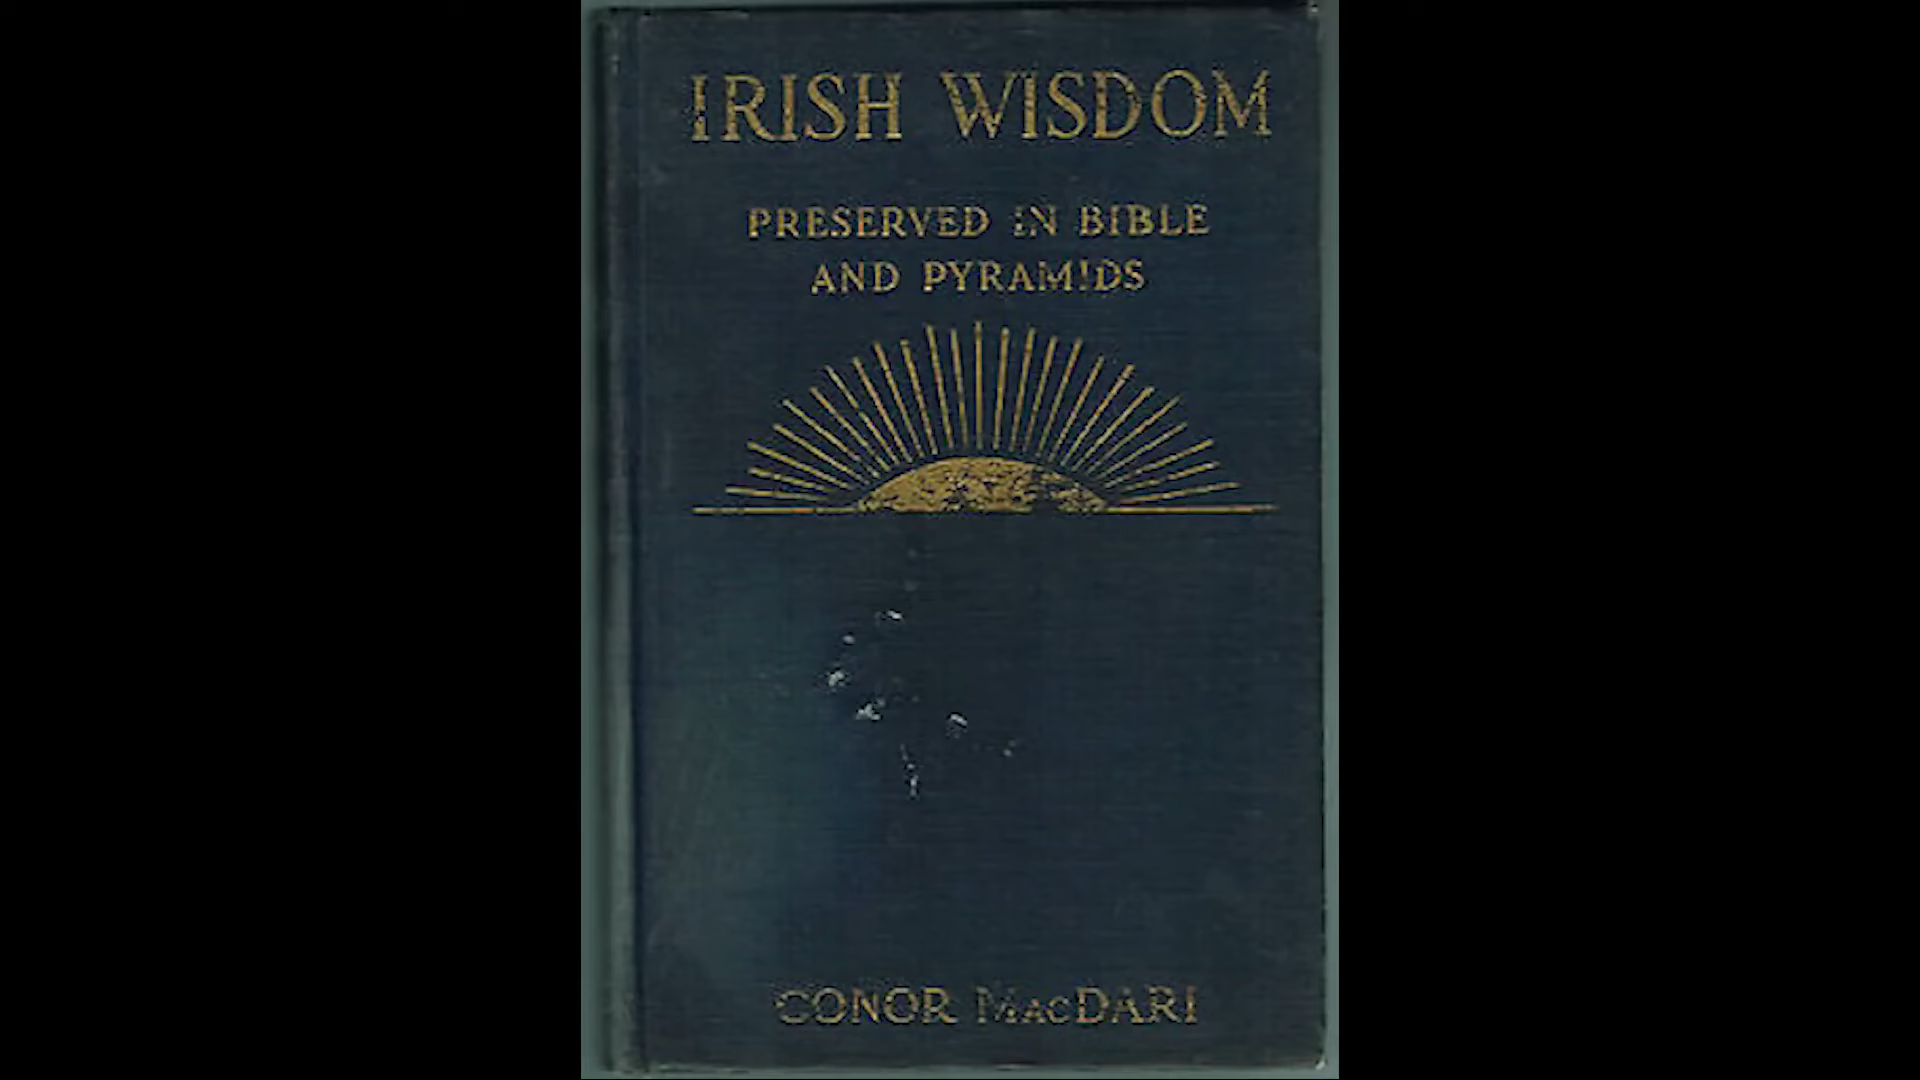 IRISH WISDOM
PRESERVED IN BIBLE
AND PYRAMIDS
CONOR MACDARI